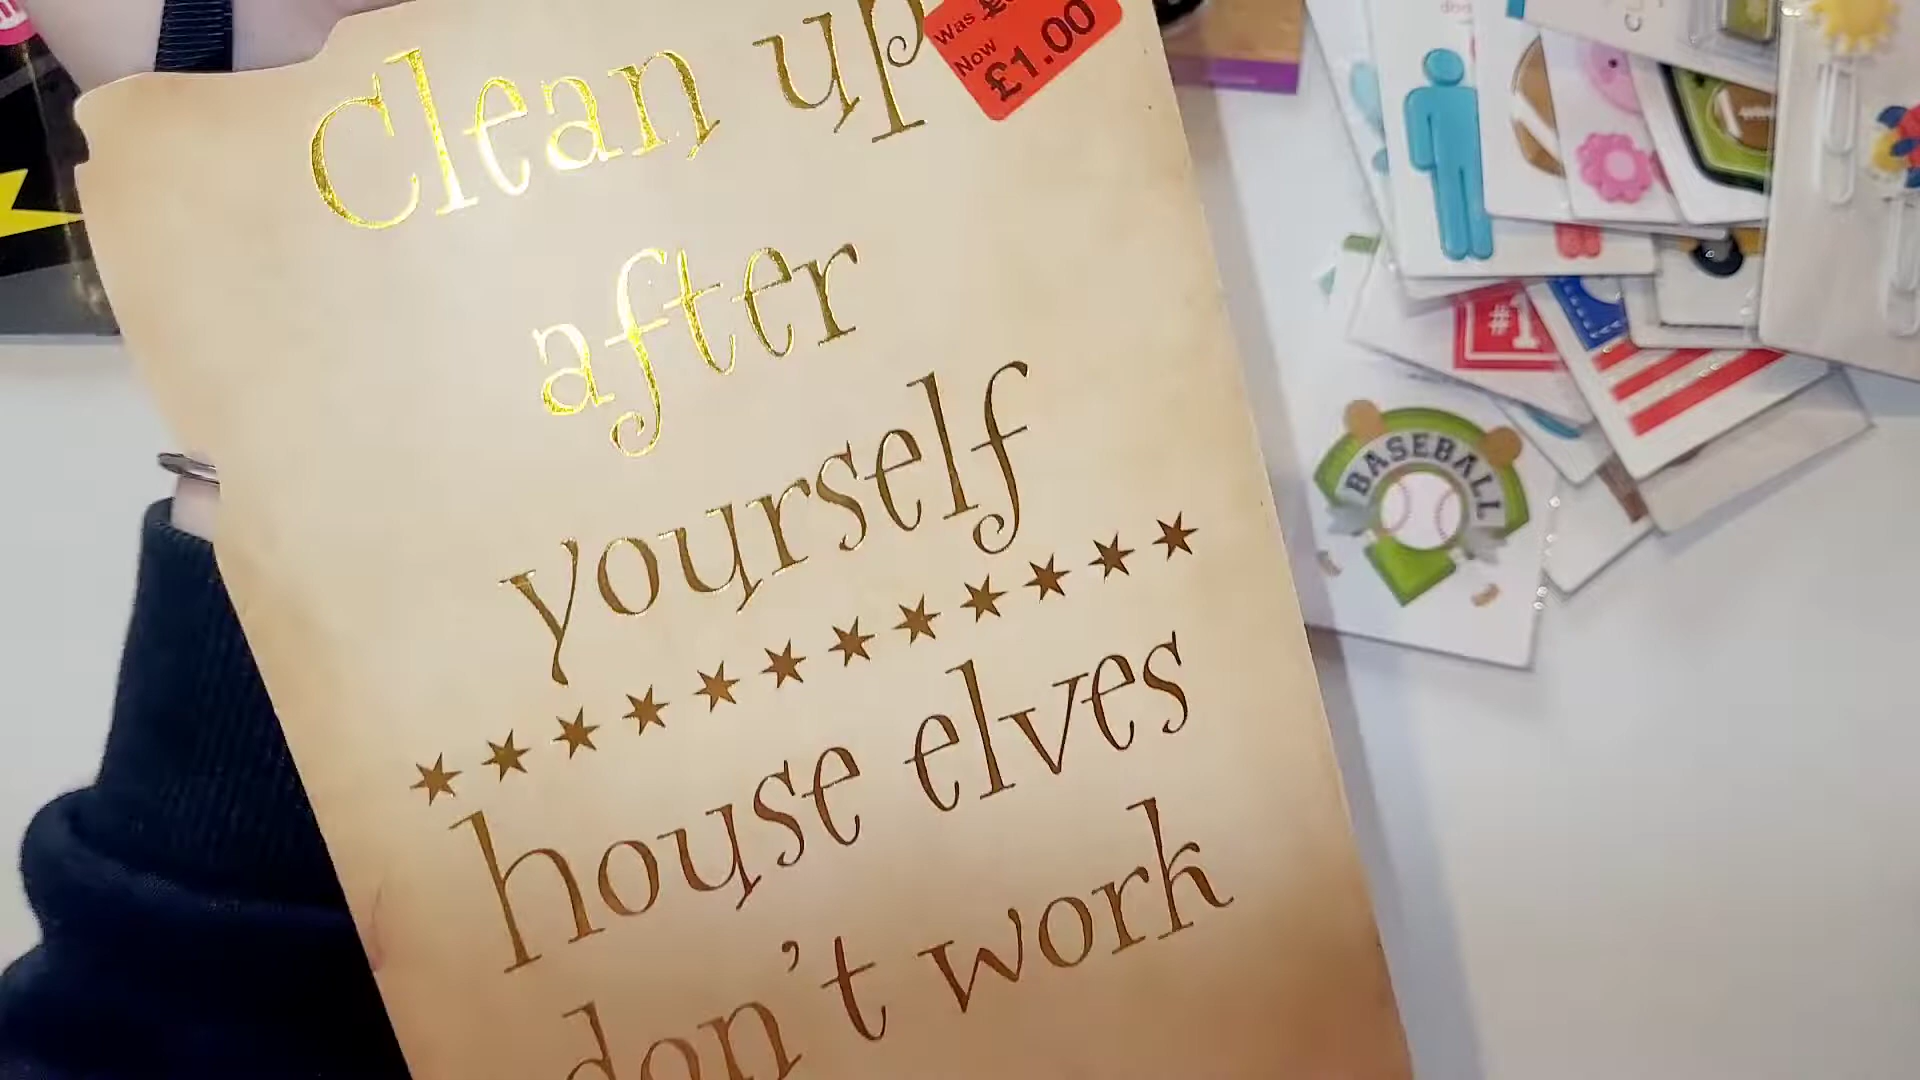 Clean up
after
yourself
house elves
don't work
Was
Now
£1.00
#1
BASEBALL